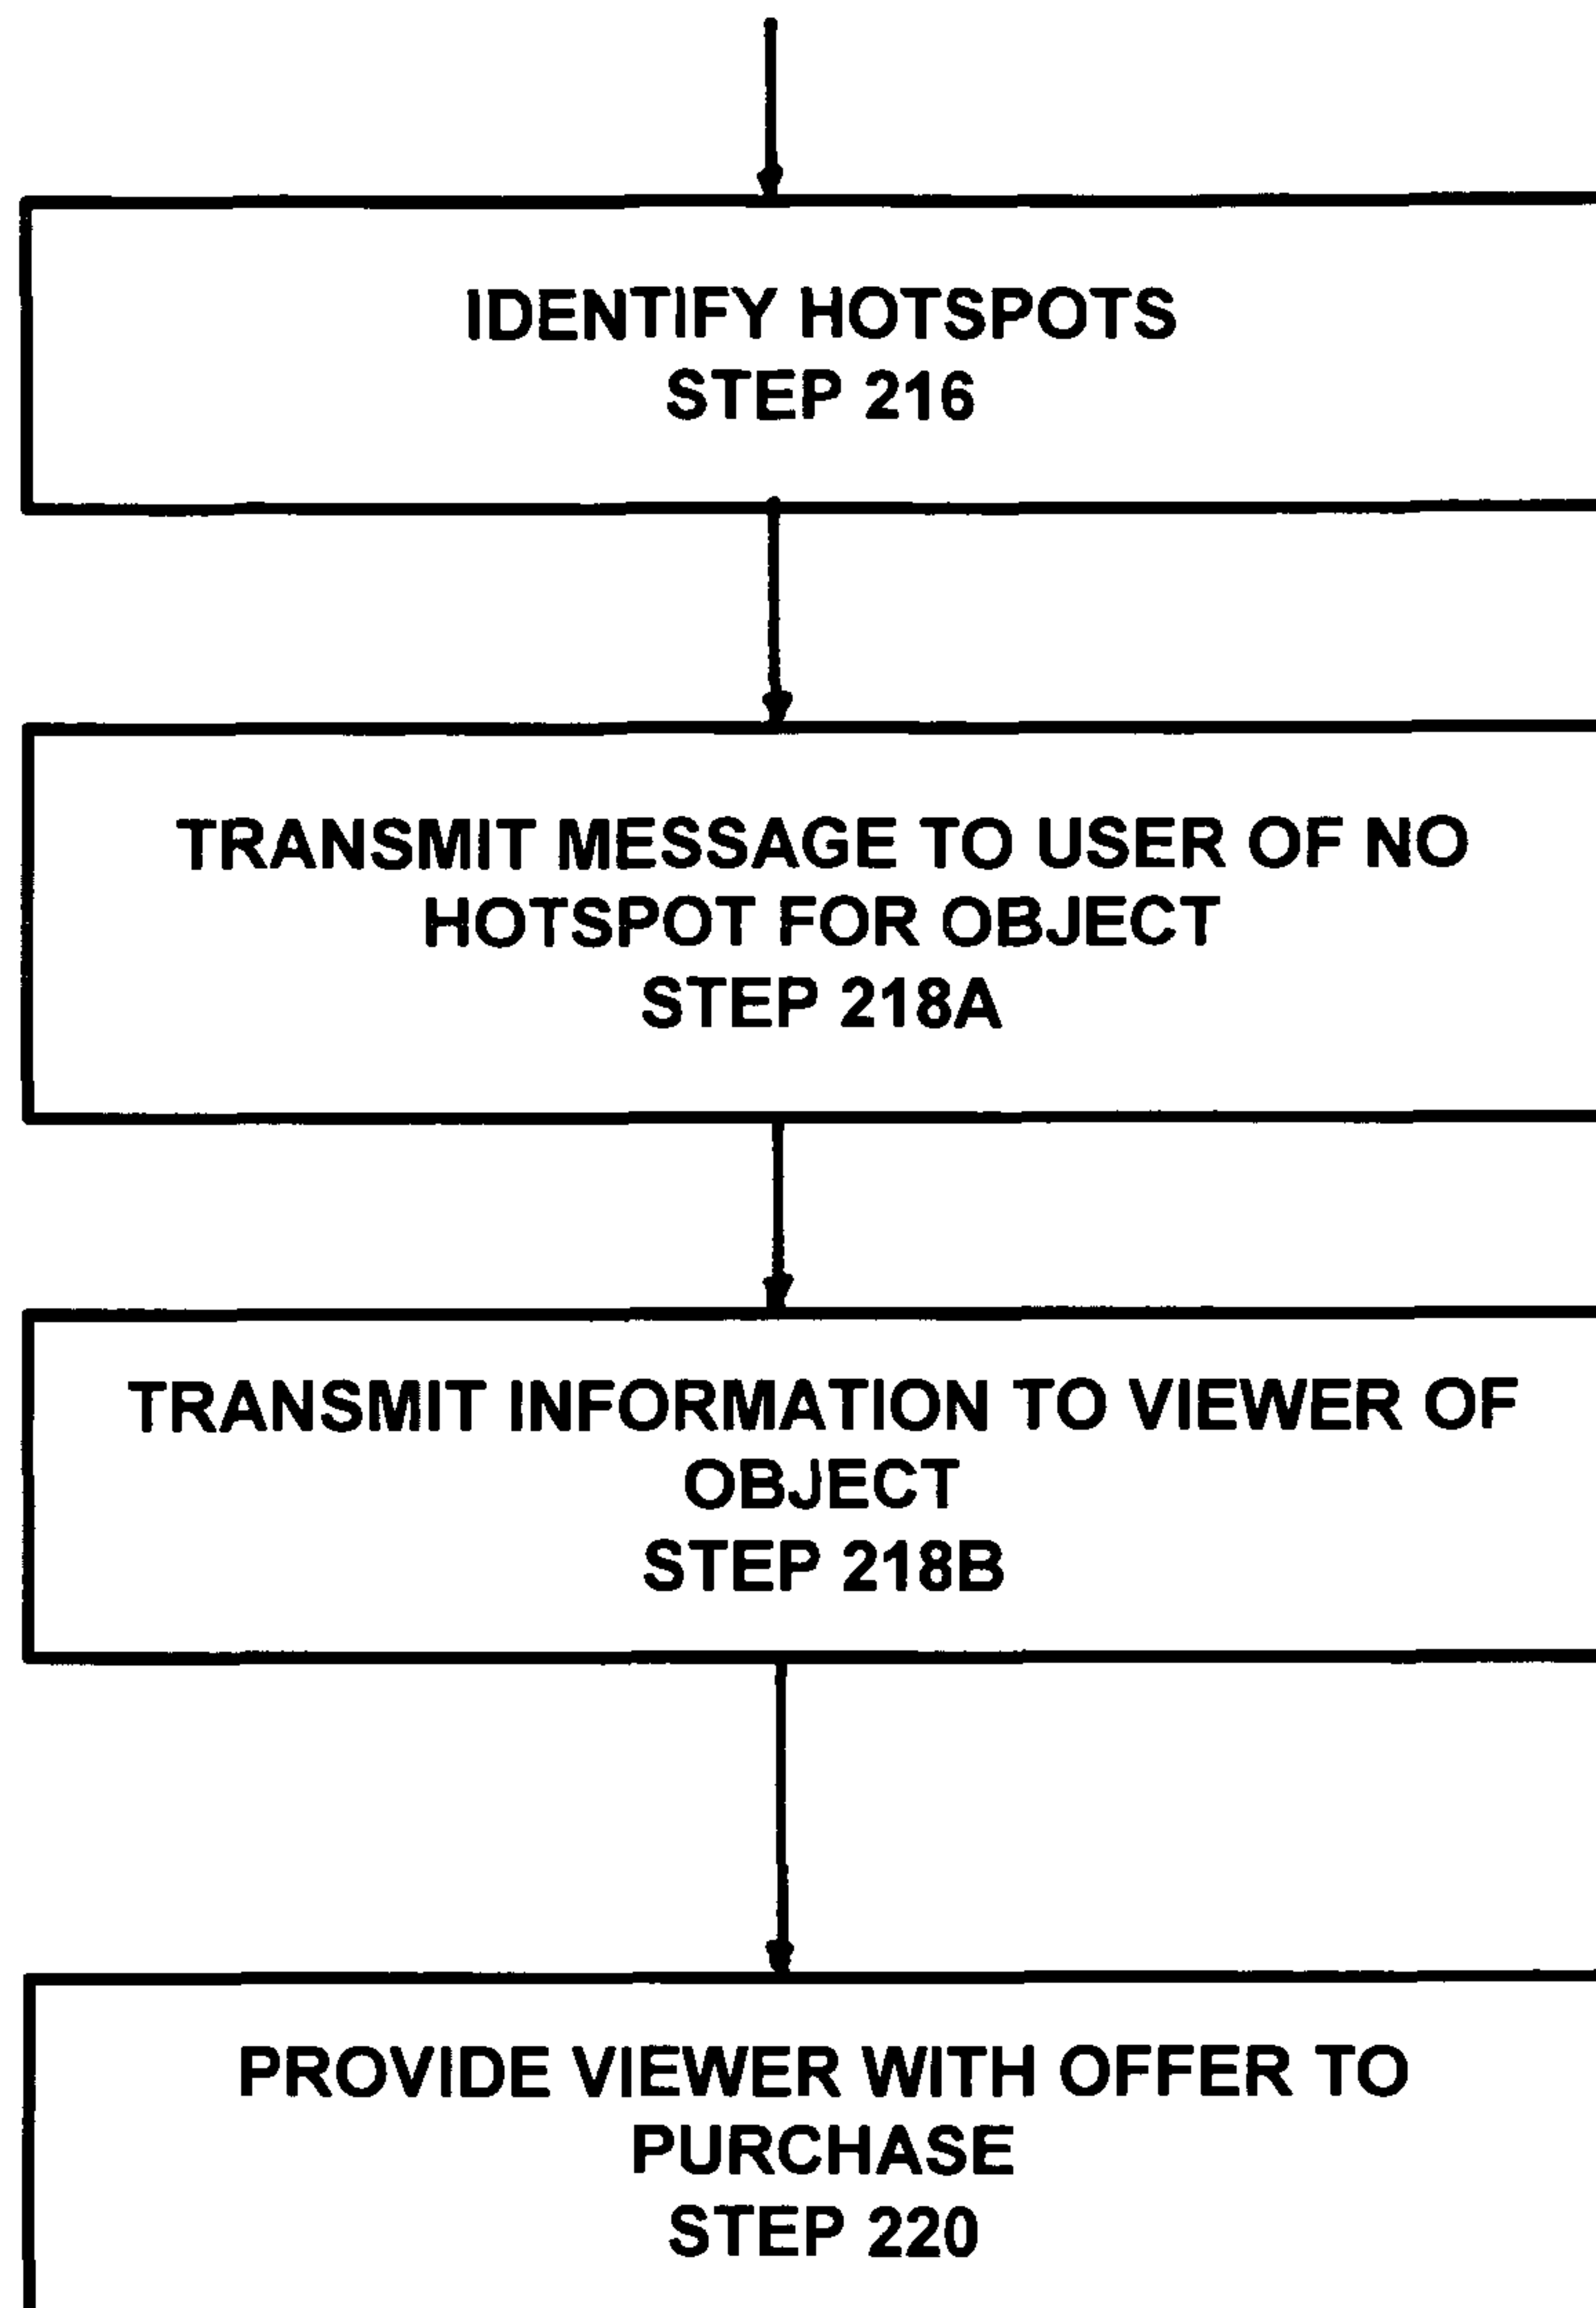 IDENTIFY HOTSPOTS
STEP 216
TRANSMIT MESSAGE TO USER OF NO
HOTSPOT FOR OBJECT
STEP 218A
TRANSMIT INFORMATION TO VIEWER OF
OBJECT
STEP 218B
PROVIDE VIEWER WITH OFFER TO
PURCHASE
STEP 220